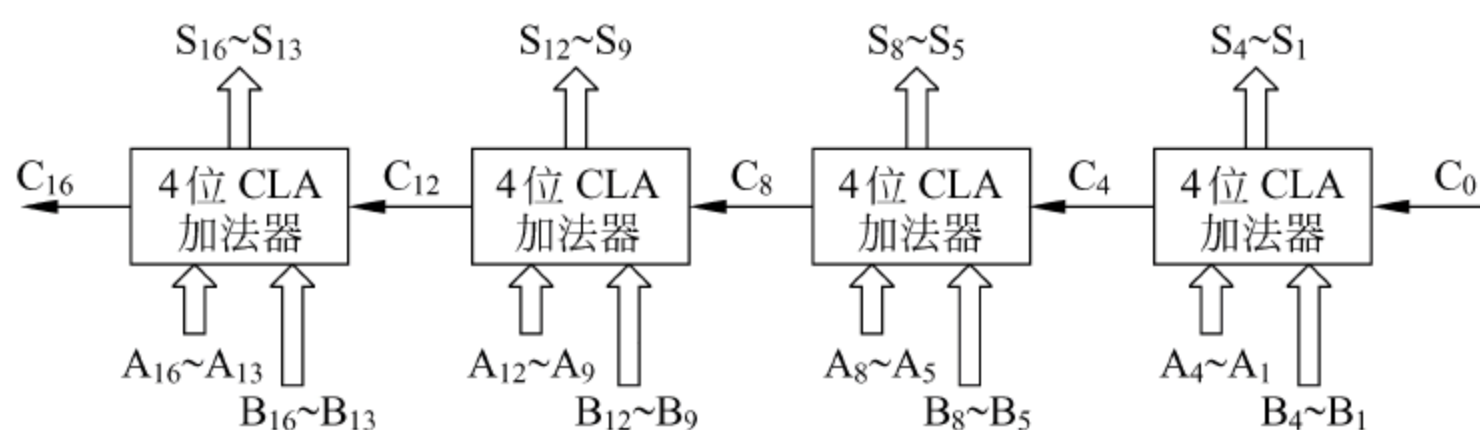 S₁₆~S₁₃ S₁₂~S₉ S₈~S₅ S₄~S₁
C₁₆ 4位 CLA C₁₂ 4位 CLA C₈ 4位 CLA C₄ 4位 CLA C₀
加法器 加法器 加法器 加法器
A₁₆~A₁₃ A₁₂~A₉ A₈~A₅ A₄~A₁
B₁₆~B₁₃ B₁₂~B₉ B₈~B₅ B₄~B₁